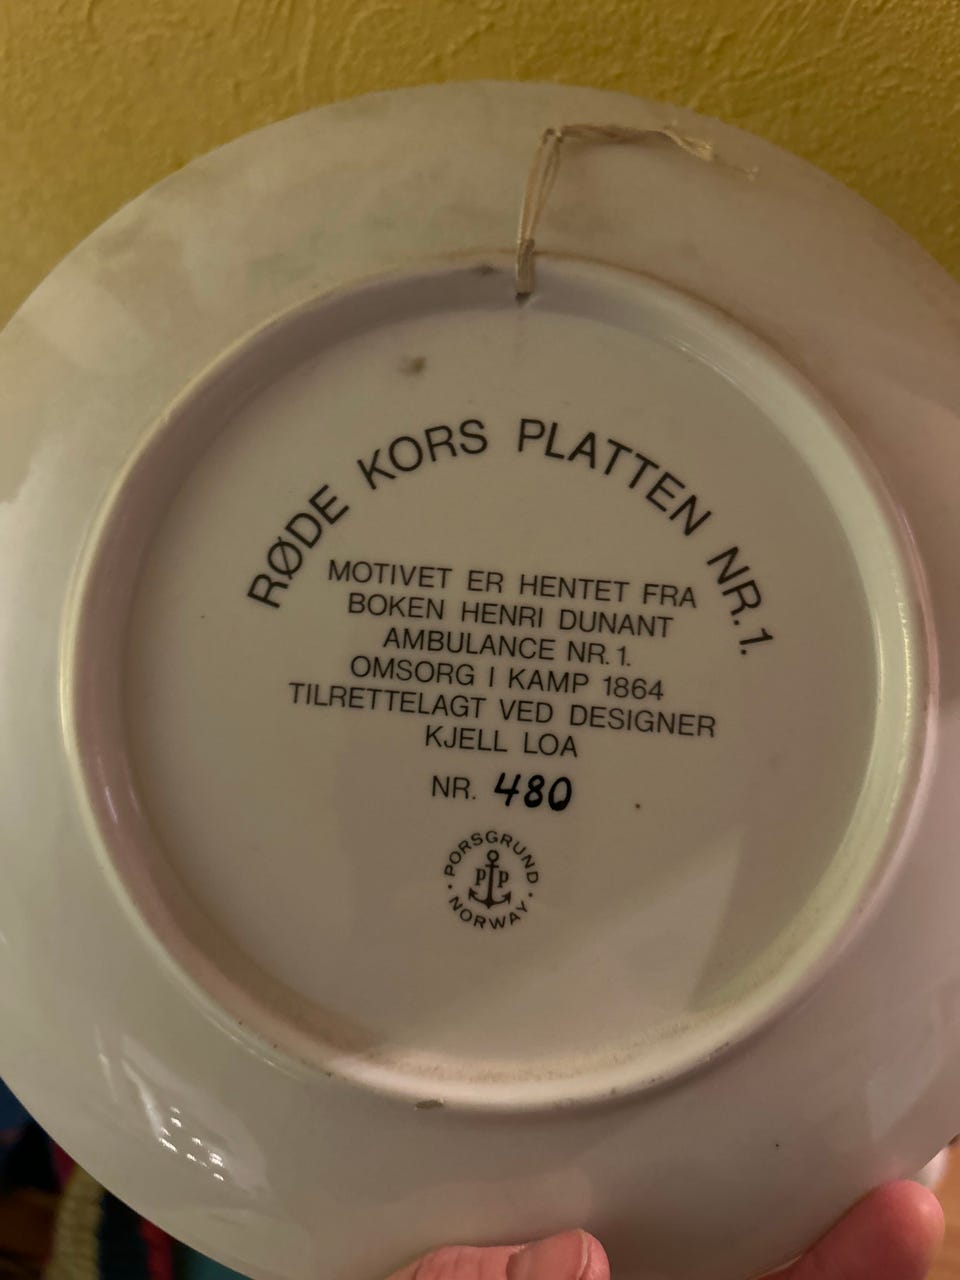 RØDE KORS PLATTEN NR. 1.
MOTIVET ER HENTET FRA
BOKEN HENRI DUNANT
AMBULANCE NR. 1.
OMSORG I KAMP 1864
TILRETTELAGT VED DESIGNER
KJELL LOA
NR. 480
PORSGRUND
PP
NORWAY